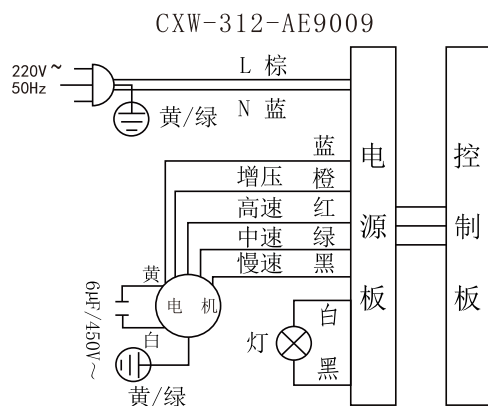 CXW-312-AE9009
220V~
50Hz
L 棕
N 蓝
黄/绿
蓝
增压 橙
高速 红
中速 绿
慢速 黑
电源板
控制板
黄
6μF/450V~
白
电 机
黄/绿
灯
白
黑